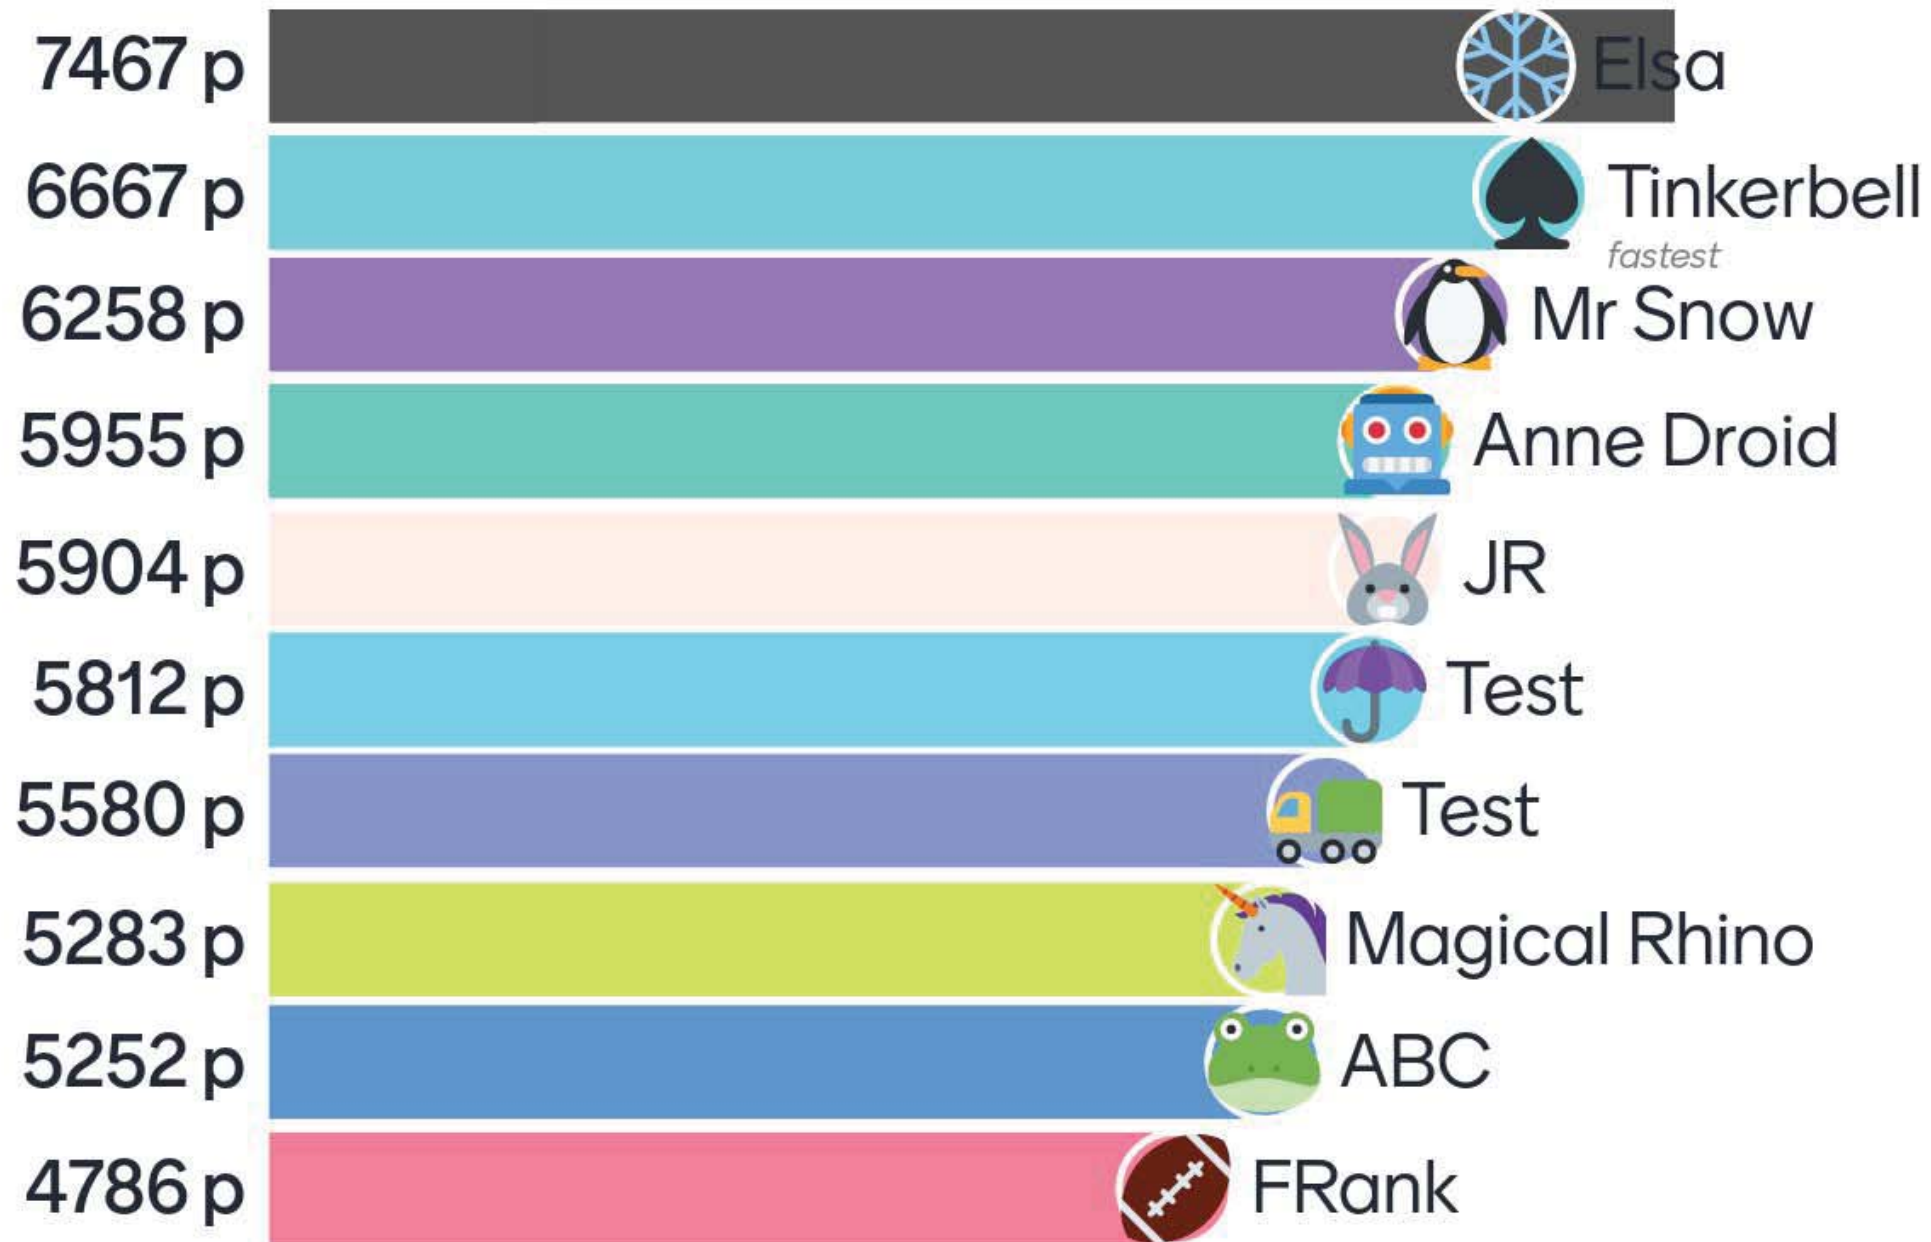 7467 p Elsa
6667 p Tinkerbell
fastest
6258 p Mr Snow
5955 p Anne Droid
5904 p JR
5812 p Test
5580 p Test
5283 p Magical Rhino
5252 p ABC
4786 p FRank